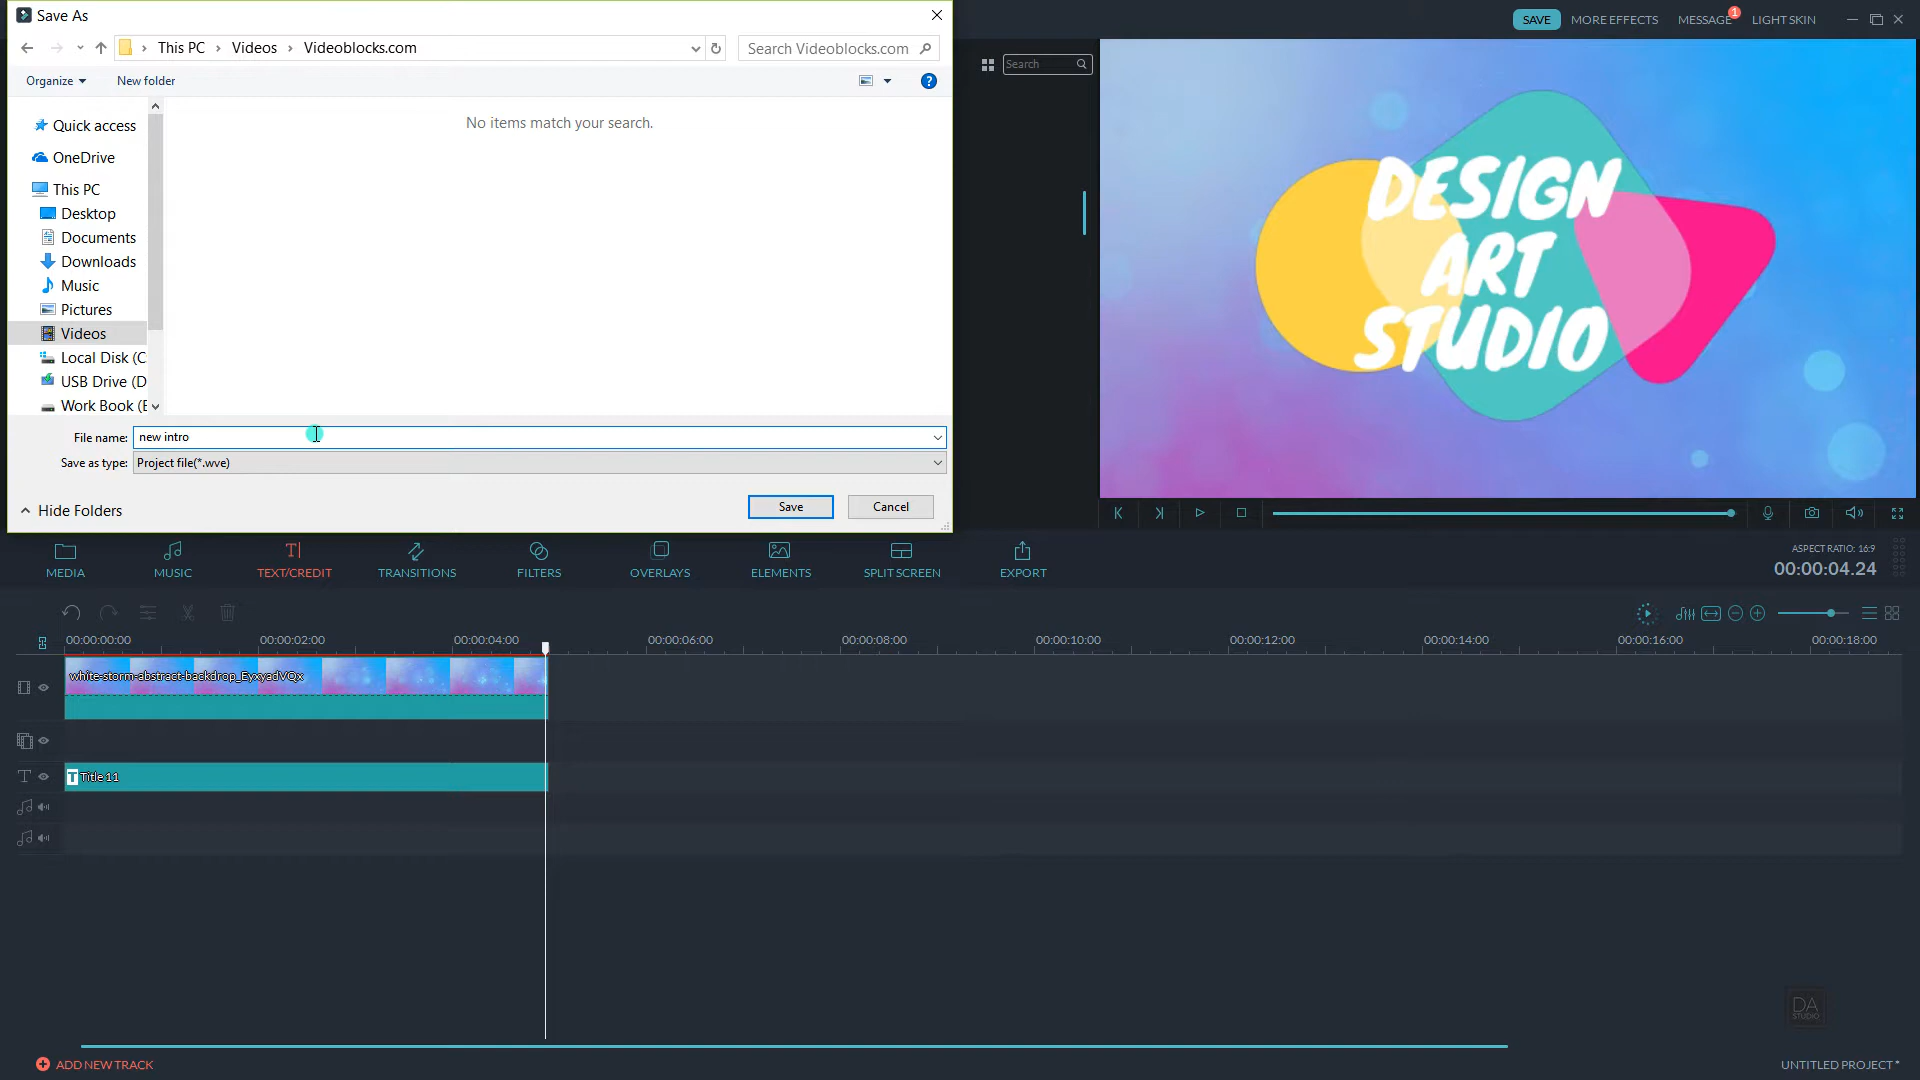 Save As
This PC > Videos > Videoblocks.com
Search Videoblocks.com
Organize
New folder
No items match your search.
Quick access
OneDrive
This PC
Desktop
Documents
Downloads
Music
Pictures
Videos
Local Disk (C
USB Drive (D
Work Book (E
File name: new intro
Save as type: Project file(*.wve)
Hide Folders
Save
Cancel
SAVE
MORE EFFECTS
MESSAGE
1
LIGHT SKIN
Search
DESIGN
ART
STUDIO
MEDIA
MUSIC
TEXT/CREDIT
TRANSITIONS
FILTERS
OVERLAYS
ELEMENTS
SPLIT SCREEN
EXPORT
ASPECT RATIO: 16:9
00:00:04.24
00:00:00:00
00:00:02:00
00:00:04:00
00:00:06:00
00:00:08:00
00:00:10:00
00:00:12:00
00:00:14:00
00:00:16:00
00:00:18:00
white-storm-abstract-backdrop_EyxyadVQx
T Title 11
DA
STUDIO
ADD NEW TRACK
UNTITLED PROJECT *